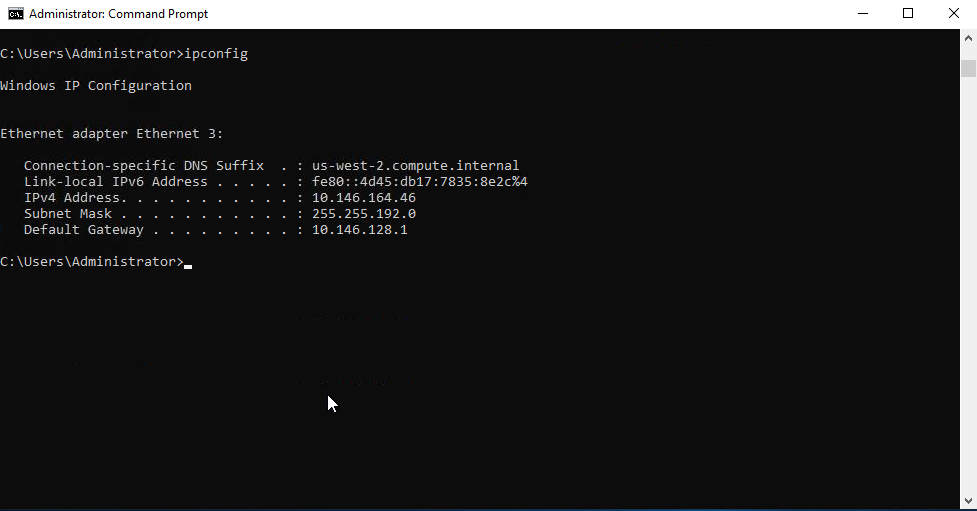 Administrator: Command Prompt
C:\Users\Administrator>ipconfig
Windows IP Configuration
Ethernet adapter Ethernet 3:
Connection-specific DNS Suffix  . : us-west-2.compute.internal
Link-local IPv6 Address . . . . . : fe80::4d45:db17:7835:8e2c%4
IPv4 Address. . . . . . . . . . . : 10.146.164.46
Subnet Mask . . . . . . . . . . . : 255.255.192.0
Default Gateway . . . . . . . . . : 10.146.128.1
C:\Users\Administrator>